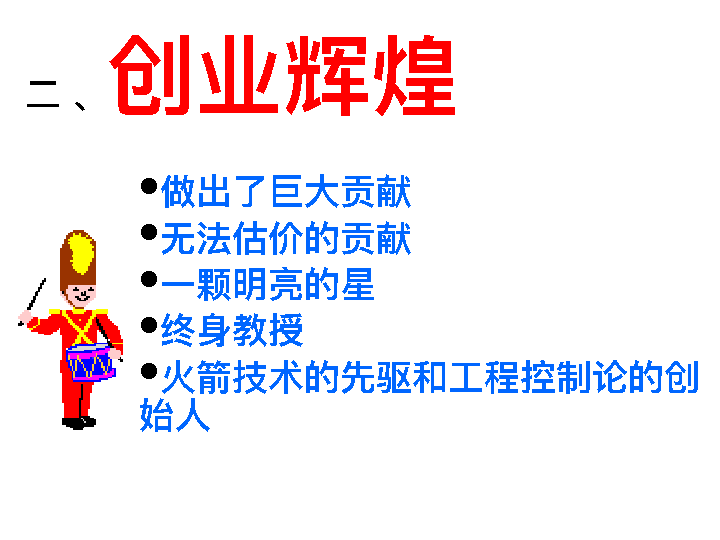 二、创业辉煌
•做出了巨大贡献
•无法估价的贡献
•一颗明亮的星
•终身教授
•火箭技术的先驱和工程控制论的创
始人